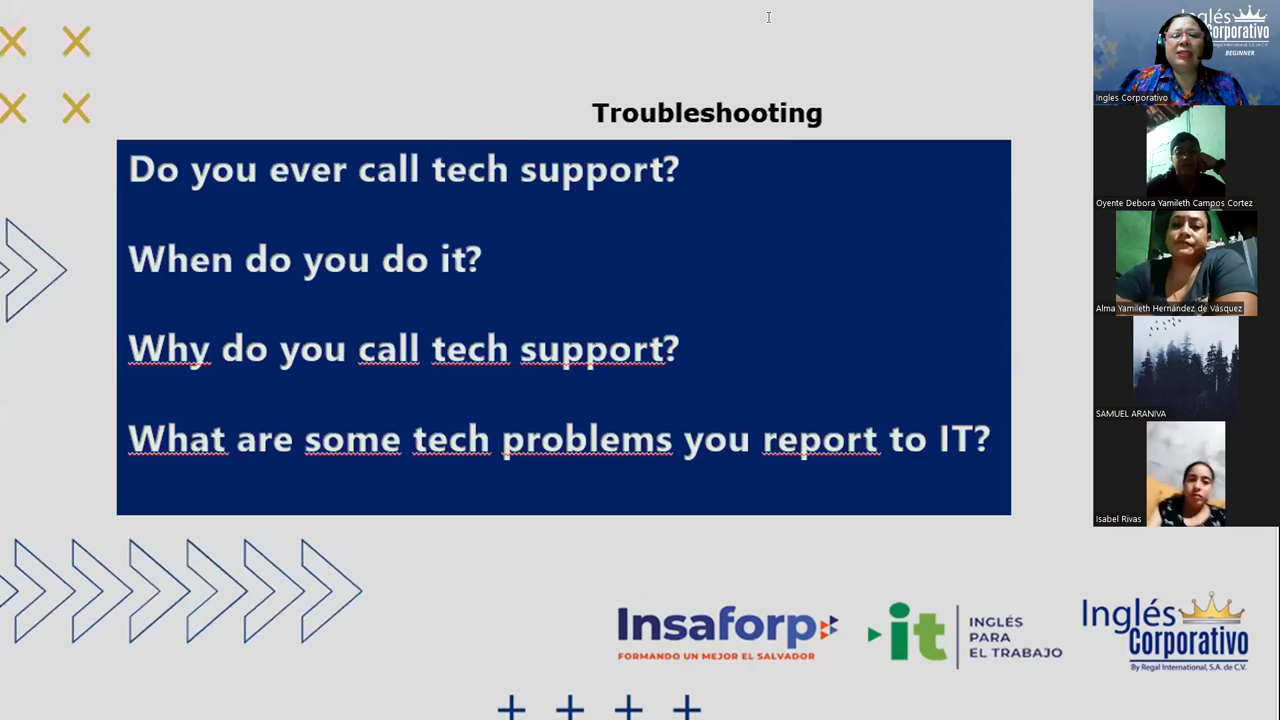 Troubleshooting
Do you ever call tech support?
When do you do it?
Why do you call tech support?
What are some tech problems you report to IT?
Insaforp
FORMANDO UN MEJOR EL SALVADOR
it
INGLÉS
PARA
EL TRABAJO
Inglés
Corporativo
By Regal International, S.A. de C.V.
Inglés
Corporativo
BEGINNER
Ingles Corporativo
Oyente Debora Yamileth Campos Cortez
Alma Yamileth Hernández de Vásquez
SAMUEL ARANIVA
Isabel Rivas